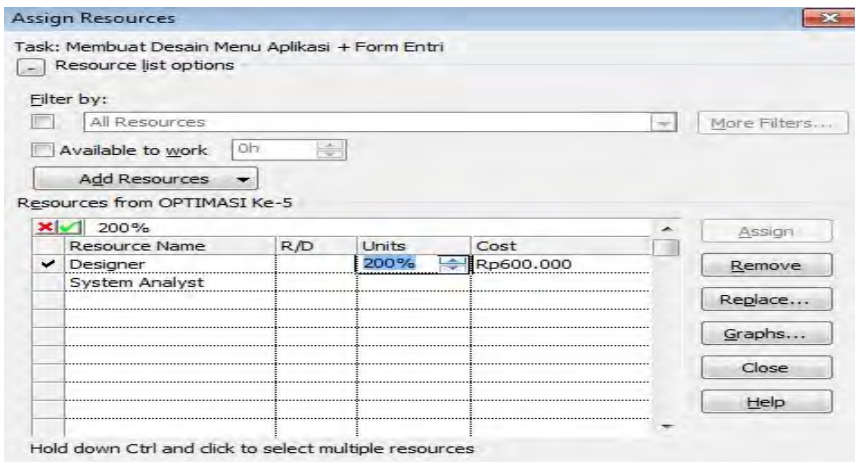 Assign Resources
Task: Membuat Desain Menu Aplikasi + Form Entri
Resource list options
Filter by:
All Resources More Filters...
Available to work 0h
Add Resources
Resources from OPTIMASI Ke-5
200% Assign
Resource Name R/D Units Cost
Designer 200% Rp600.000 Remove
System Analyst
Replace...
Graphs...
Close
Help
Hold down Ctrl and click to select multiple resources